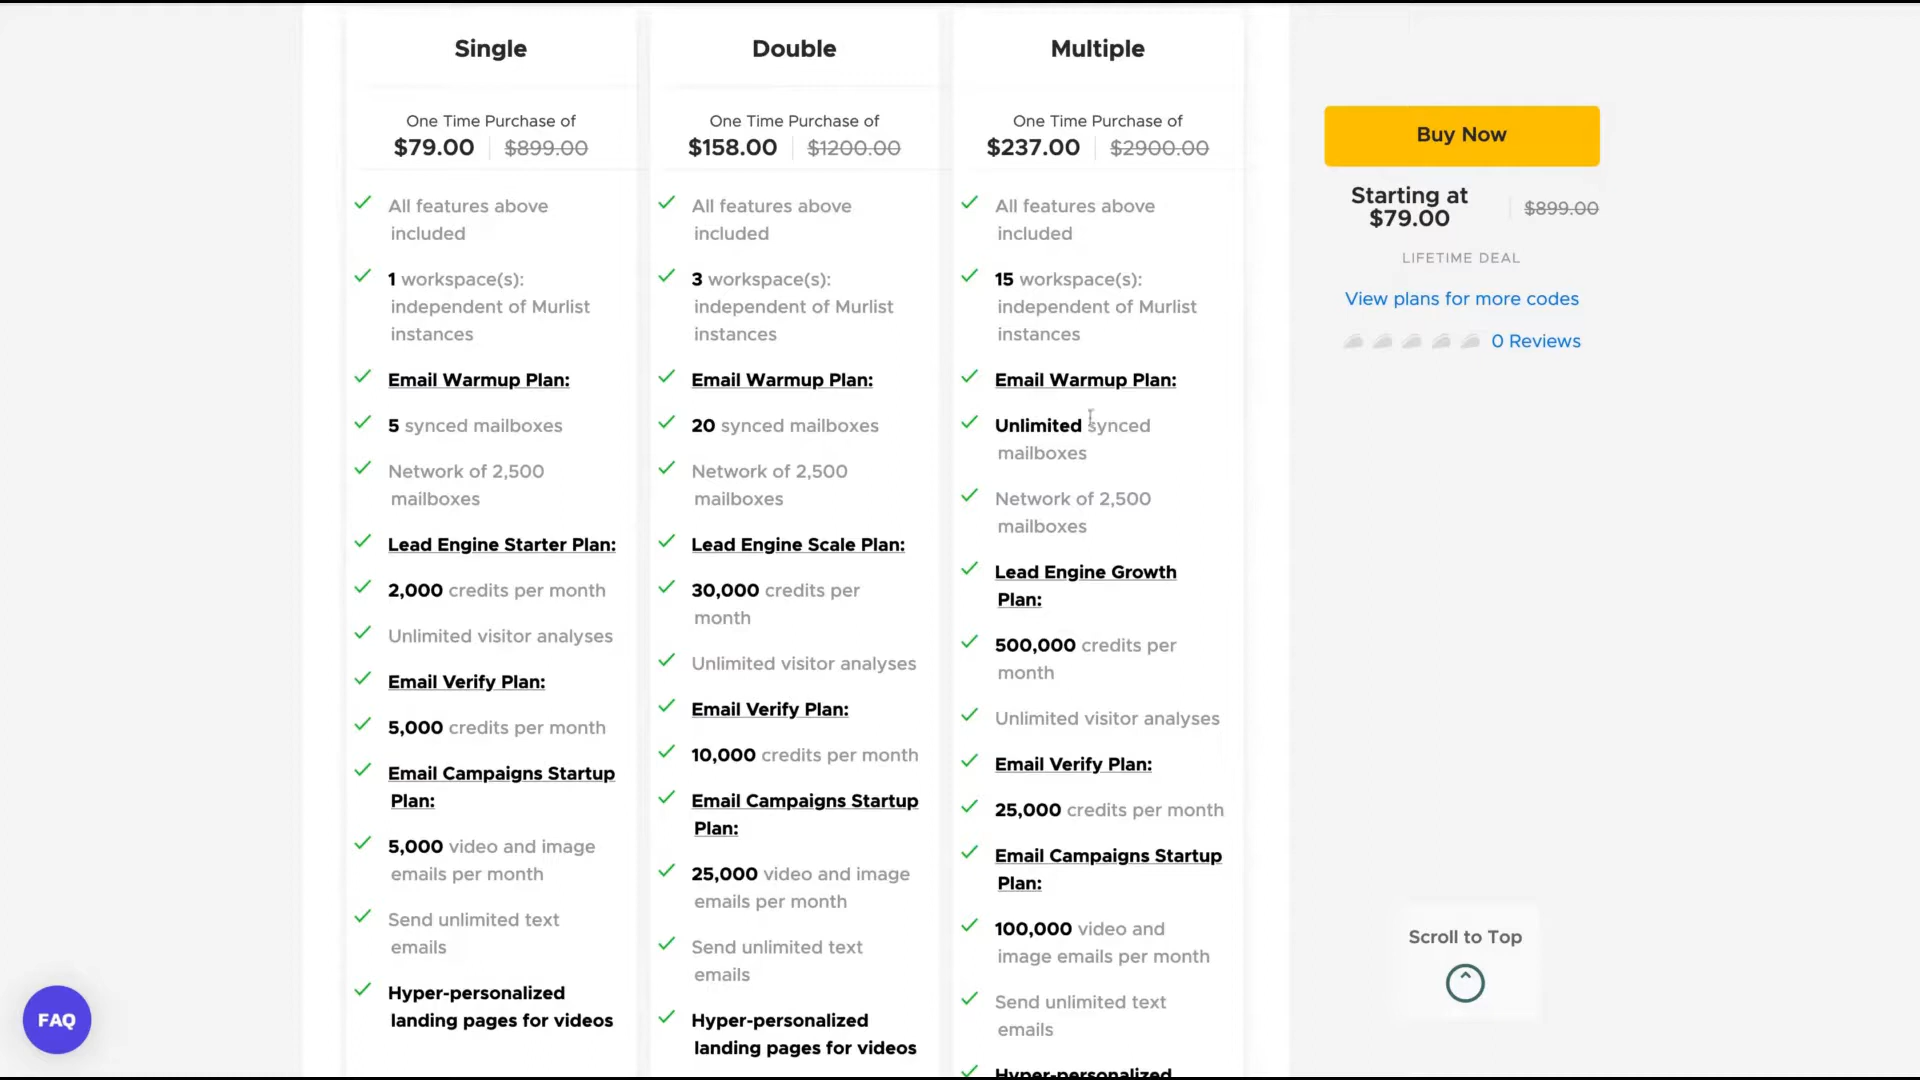 Single
One Time Purchase of
$79.00 $899.00
All features above
included
1 workspace(s):
independent of Murlist
instances
Email Warmup Plan:
5 synced mailboxes
Network of 2,500
mailboxes
Lead Engine Starter Plan:
2,000 credits per month
Unlimited visitor analyses
Email Verify Plan:
5,000 credits per month
Email Campaigns Startup
Plan:
5,000 video and image
emails per month
Send unlimited text
emails
Hyper-personalized
landing pages for videos
Double
One Time Purchase of
$158.00 $1200.00
All features above
included
3 workspace(s):
independent of Murlist
instances
Email Warmup Plan:
20 synced mailboxes
Network of 2,500
mailboxes
Lead Engine Scale Plan:
30,000 credits per
month
Unlimited visitor analyses
Email Verify Plan:
10,000 credits per month
Email Campaigns Startup
Plan:
25,000 video and image
emails per month
Send unlimited text
emails
Hyper-personalized
landing pages for videos
Multiple
One Time Purchase of
$237.00 $2900.00
All features above
included
15 workspace(s):
independent of Murlist
instances
Email Warmup Plan:
Unlimited synced
mailboxes
Network of 2,500
mailboxes
Lead Engine Growth
Plan:
500,000 credits per
month
Unlimited visitor analyses
Email Verify Plan:
25,000 credits per month
Email Campaigns Startup
Plan:
100,000 video and
image emails per month
Send unlimited text
emails
Hyper-personalized
Buy Now
Starting at
$79.00 $899.00
LIFETIME DEAL
View plans for more codes
0 Reviews
Scroll to Top
FAQ